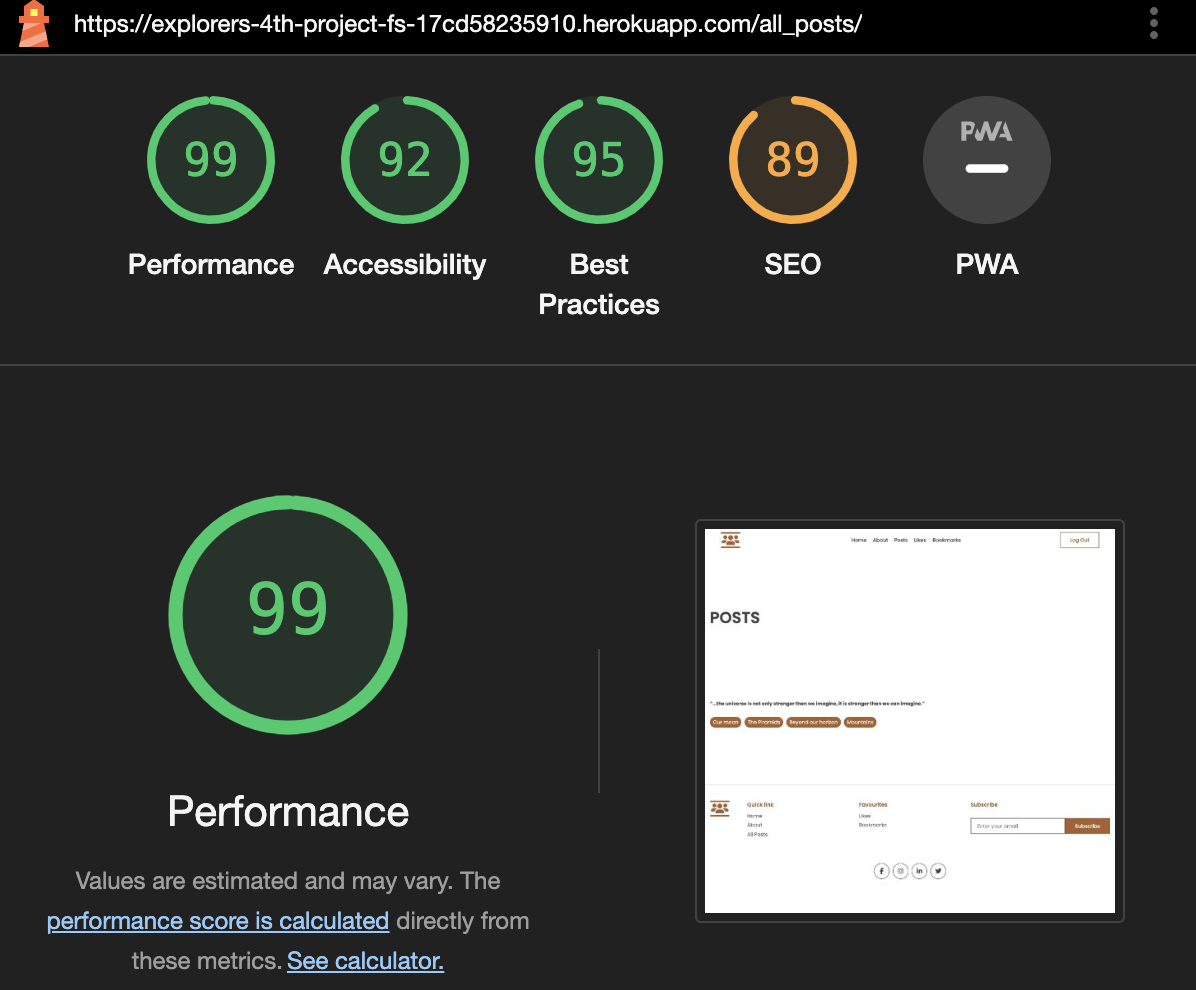 https://explorers-4th-project-fs-17cd58235910.herokuapp.com/all_posts/
99
92
95
89
PWA
Performance
Accessibility
Best
Practices
SEO
PWA
99
Performance
Values are estimated and may vary. The
performance score is calculated directly from
these metrics. See calculator.
Home About Posts Likes Bookmarks
Log Out
POSTS
"...the universe is not only stranger than we imagine, it is stranger than we can imagine."
Our moon The Piramids Beyond our horizon Mountains
Quick link
Home
About
All Posts
Favourites
Likes
Bookmarks
Subscribe
Enter your email Subscribe